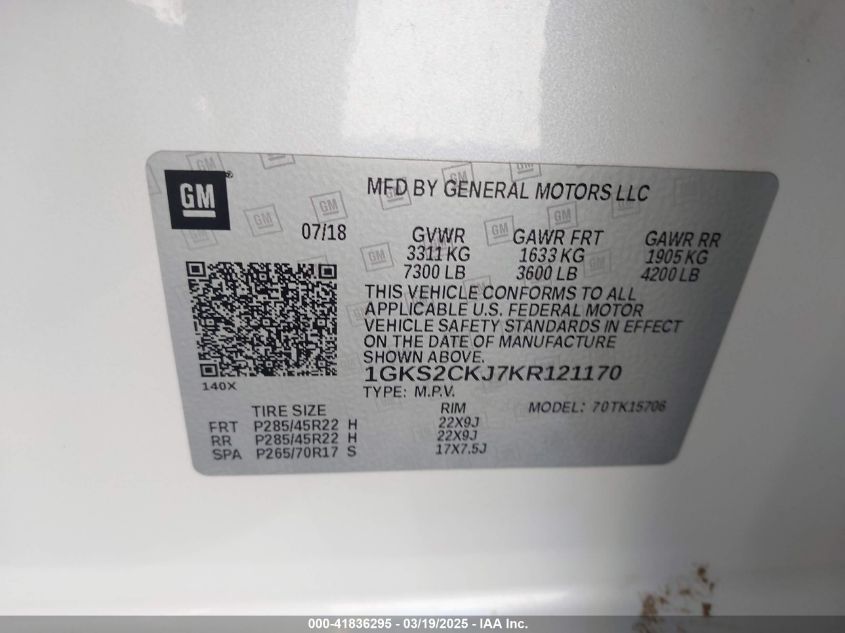 GM
MFD BY GENERAL MOTORS LLC
07/18
GVWR GAWR FRT GAWR RR
3311 KG 1633 KG 1905 KG
7300 LB 3600 LB 4200 LB
THIS VEHICLE CONFORMS TO ALL
APPLICABLE U.S. FEDERAL MOTOR
VEHICLE SAFETY STANDARDS IN EFFECT
ON THE DATE OF MANUFACTURE
SHOWN ABOVE.
140X
1GKS2CKJ7KR121170
TYPE: M.P.V.
TIRE SIZE RIM MODEL: 70TK15706
FRT P285/45R22 H 22X9J
RR P285/45R22 H 22X9J
SPA P265/70R17 S 17X7.5J
000-41836295 - 03/19/2025 - IAA Inc.